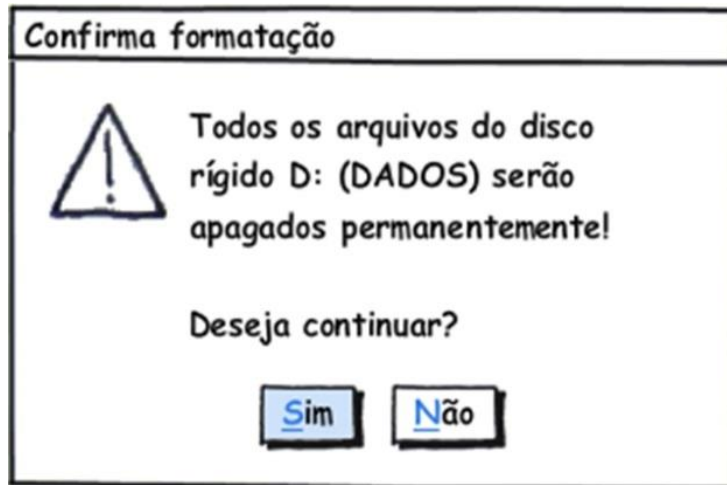 Confirma formatação
Todos os arquivos do disco
rígido D: (DADOS) serão
apagados permanentemente!
Deseja continuar?
Sim Não